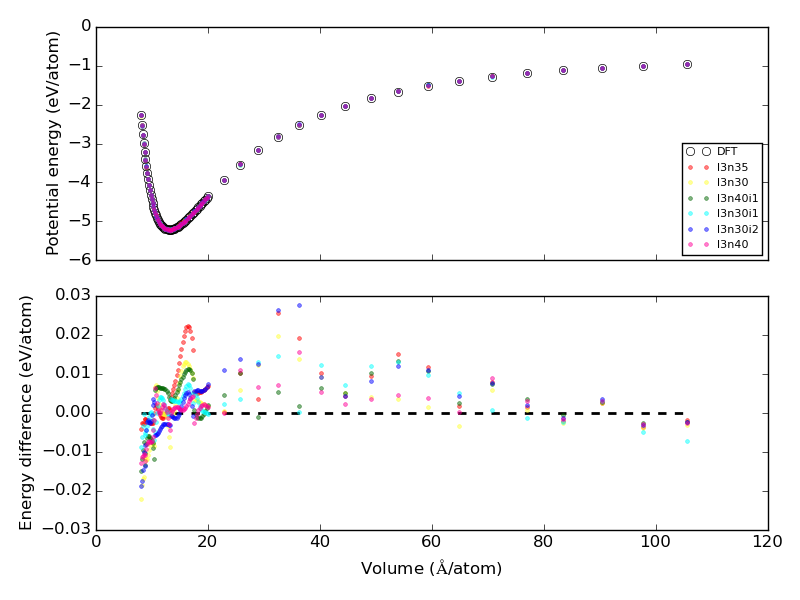 0
−1
−2
−3
−4
−5
−6
Potential energy (eV/atom)
DFT
l3n35
l3n30
l3n40i1
l3n30i1
l3n30i2
l3n40
0.03
0.02
0.01
0.00
−0.01
−0.02
−0.03
Energy difference (eV/atom)
0 20 40 60 80 100 120
Volume (Å/atom)